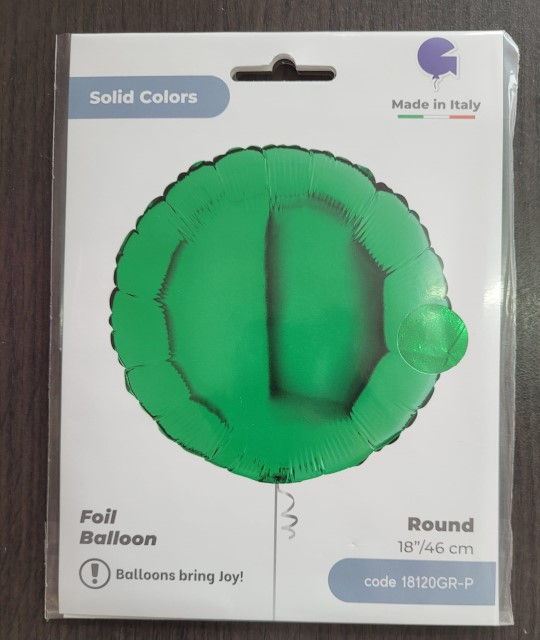 Solid Colors
Made in Italy
Foil
Balloon
Balloons bring Joy!
Round
18”/46 cm
code 18120GR-P